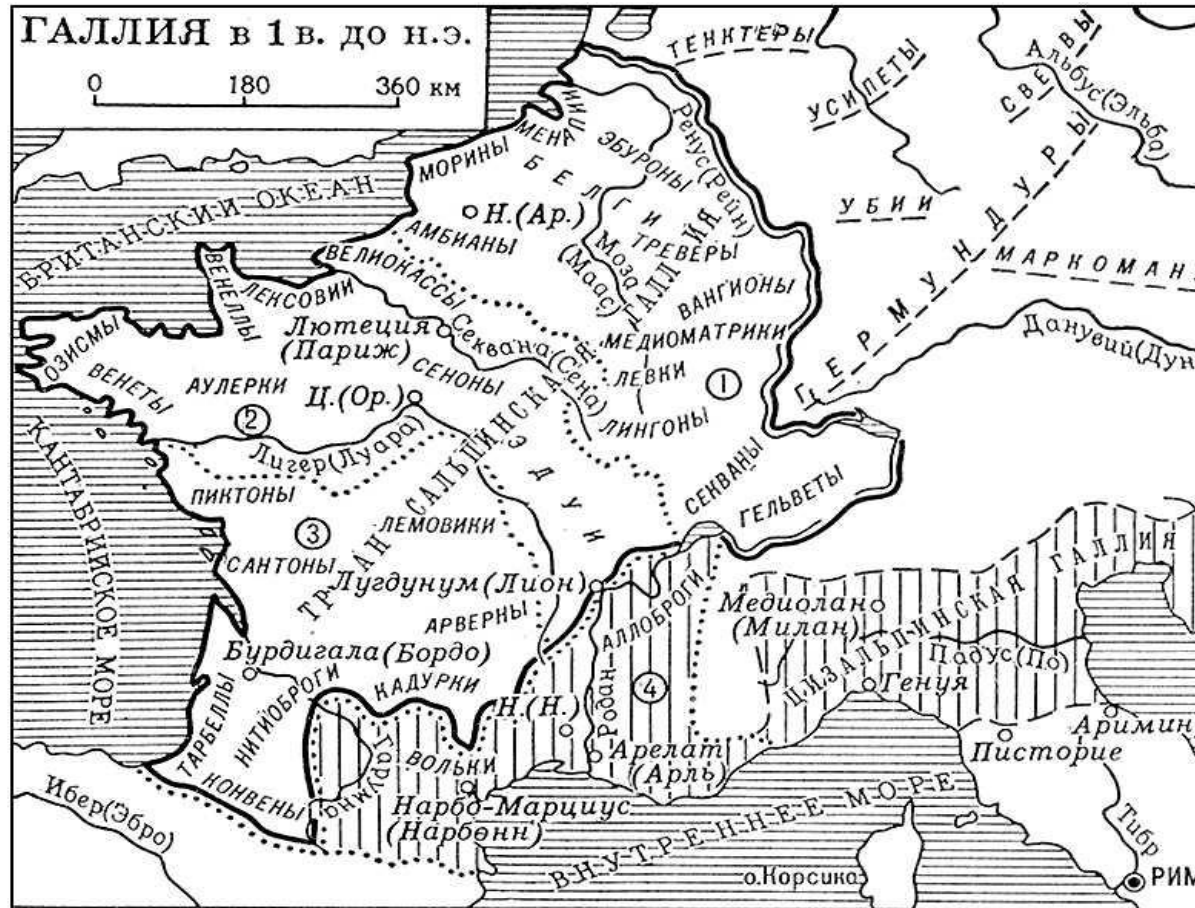 ГАЛЛИЯ в 1 в. до н.э.
0 180 360 км
ТЕНКТЕРЫ
УСИПЕТЫ
СВЕВЫ
Альбус(Эльба)
БРИТАНСКИЙ ОКЕАН
МОРИНЫ
МЕНАПИИ
ЭБУРОНЫ
Ренус(Рейн)
БЕЛГИ
Н.(Ар.)
АМБИАНЫ
ТРЕВЕРЫ
УБИИ
ГЕРМУНДУРЫ
МАРКОМАН
ВЕЛИОКАССЫ
Моза
(Маас)
ВЕНЕЛЛЫ
ЛЕКСОВИИ
ВАНГИОНЫ
Данувий(Дун
Лютеция
(Париж)
Секвана(Сена)
МЕДИОМАТРИКИ
ОЗИСМЫ
ВЕНЕТЫ
АУЛЕРКИ
СЕНОНЫ
ЛЕВКИ
1
Ц.(Ор.)
2
ЛИНГОНЫ
КАНТАБРИЙСКОЕ МОРЕ
Лигер(Луара)
ЭДУИ
СЕКВАНЫ
ГЕЛЬВЕТЫ
ПИКТОНЫ
ТРАНСАЛЬПИНСКАЯ ГАЛЛИЯ
3
ЛЕМОВИКИ
САНТОНЫ
Лугдунум(Лион)
АРВЕРНЫ
АЛЛОБРОГИ
Медиолано
(Милан)
ЦИЗАЛЬПИНСКАЯ ГАЛЛИЯ
Падус(По)
Бурдигала(Бордо)
КАДУРКИ
4
Генуя
ТАРБЕЛЛЫ
НИТИОБРОГИ
Н.(Н.)
Родан
Аримин
Гарумна
ВОЛЬКИ
Арелат
(Арль)
Писторие
КОНВЕНЫ
Нарбо-Марциус
(Нарбонн)
Ибер(Эбро)
ВНУТРЕННЕЕ МОРЕ
Тибр
о.Корсика
РИМ